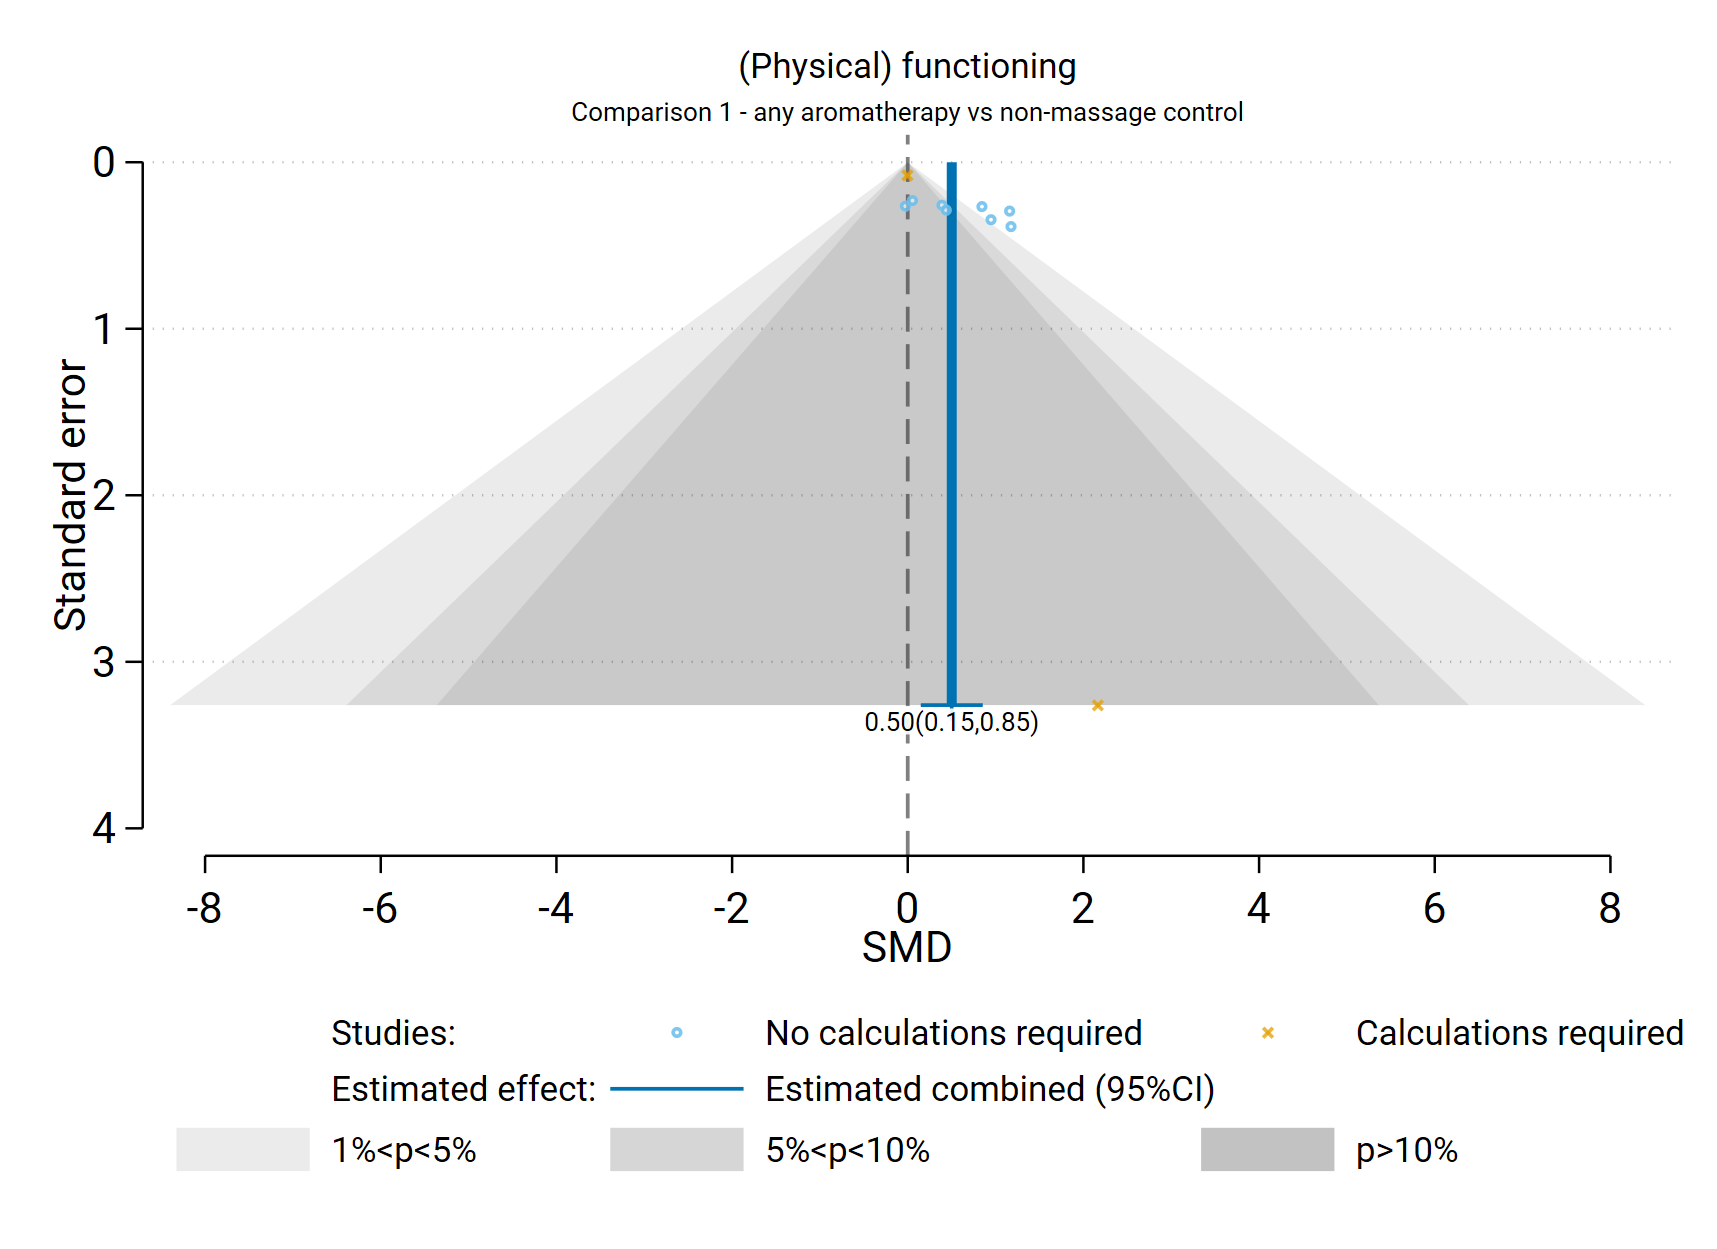 (Physical) functioning
Comparison 1 - any aromatherapy vs non-massage control
0
1
2
3
4
Standard error
0.50(0.15,0.85)
-8 -6 -4 -2 0 2 4 6 8
SMD
Studies: No calculations required Calculations required
Estimated effect: Estimated combined (95%CI)
1%<p<5% 5%<p<10% p>10%